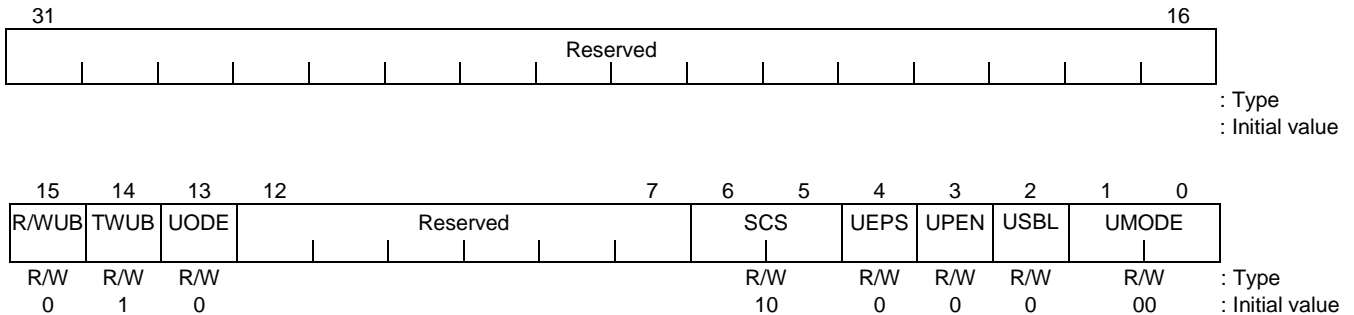 31 16
Reserved
: Type
: Initial value
15 14 13 12 7 6 5 4 3 2 1 0
R/WUB TWUB UODE Reserved SCS UEPS UPEN USBL UMODE
R/W R/W R/W R/W R/W R/W R/W R/W : Type
0 1 0 10 0 0 0 00 : Initial value